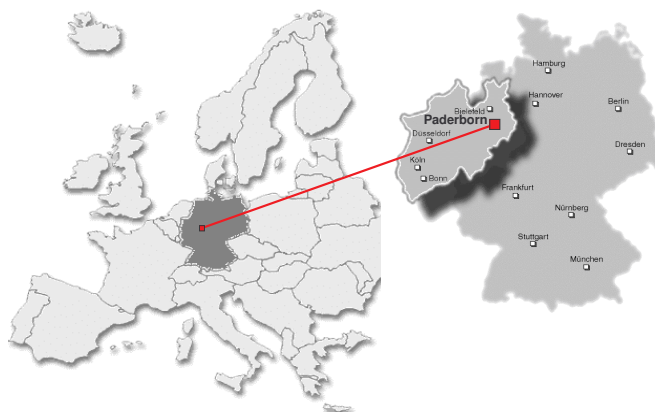 Hamburg
Hannover
Bielefeld
Berlin
Paderborn
Düsseldorf
Dresden
Köln
Bonn
Frankfurt
Nürnberg
Stuttgart
München